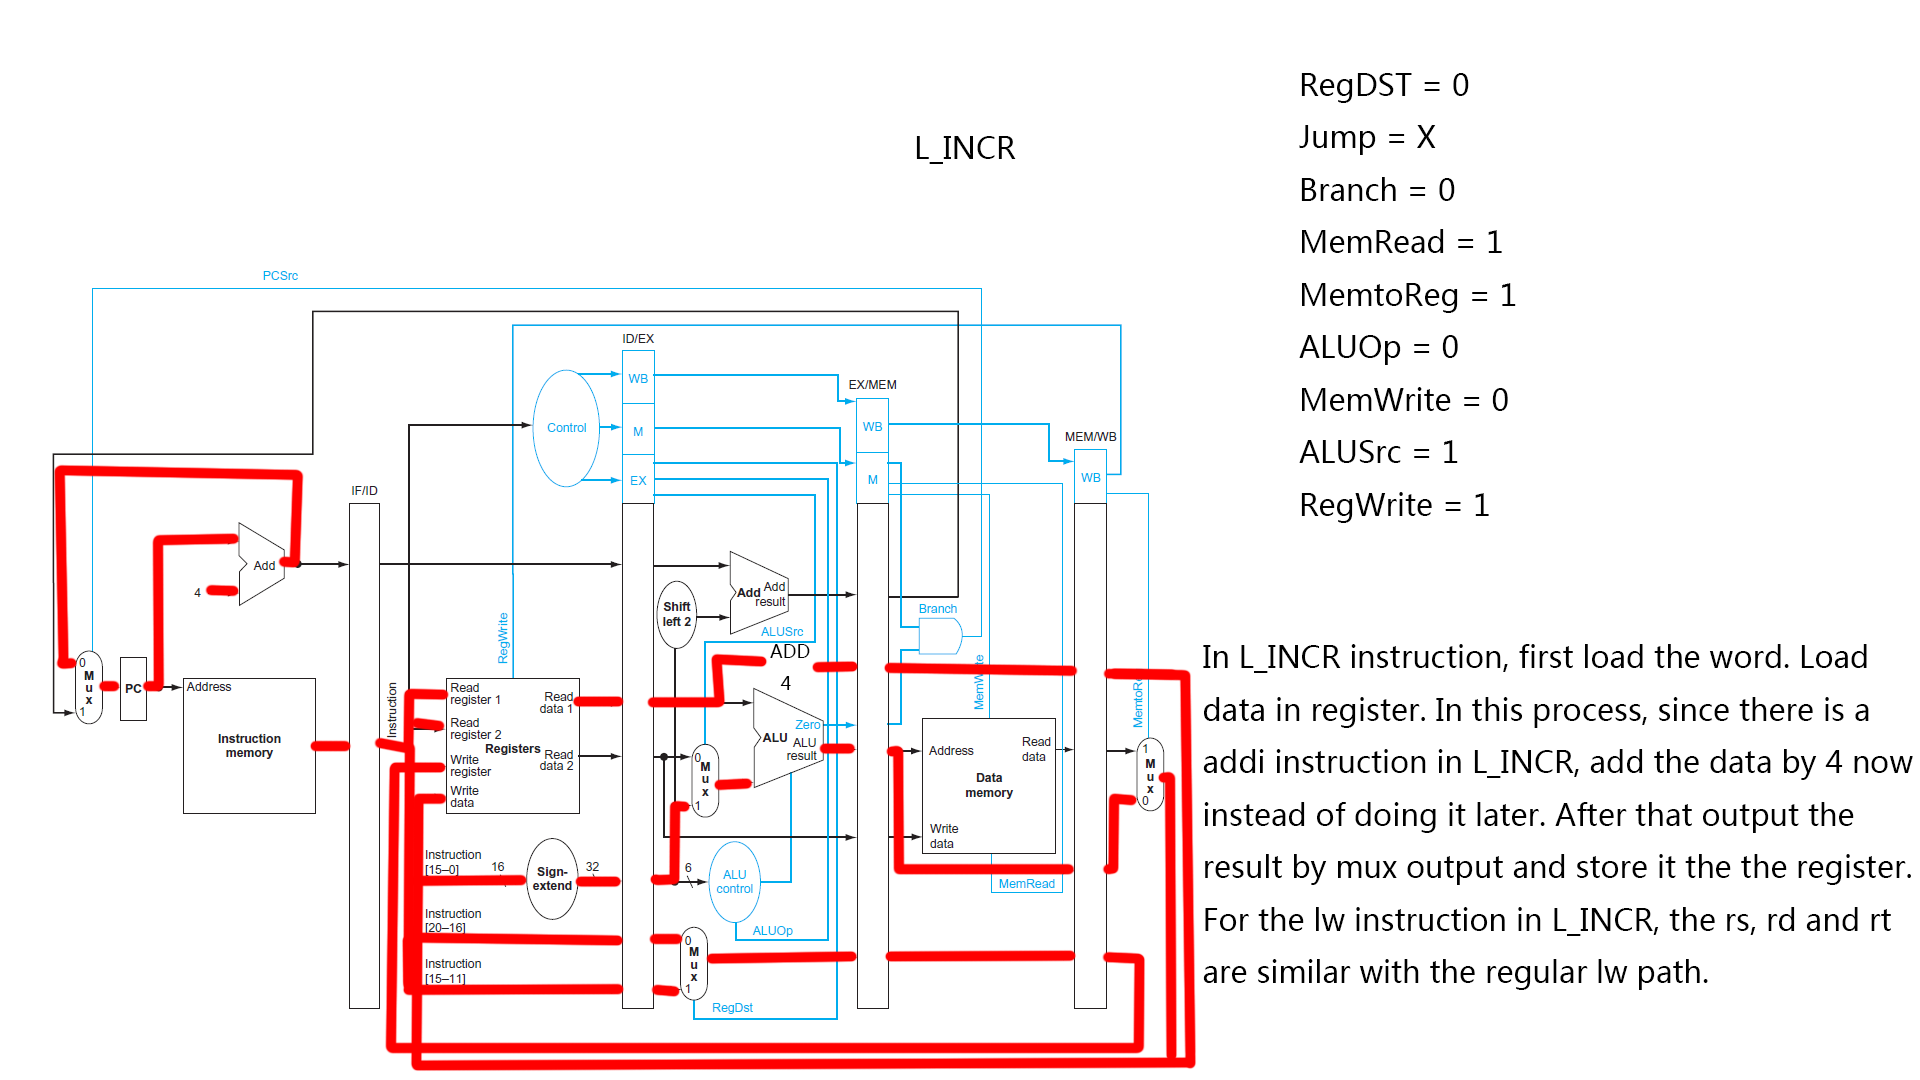 L_INCR
RegDST = 0
Jump = X
Branch = 0
MemRead = 1
MemtoReg = 1
ALUOp = 0
MemWrite = 0
ALUSrc = 1
RegWrite = 1
PCSrc
ID/EX
WB
M
EX
Control
EX/MEM
WB
M
MEM/WB
WB
IF/ID
Add
4
Shift
left 2
Add
Add
result
Branch
ALUSrc
RegWrite
ADD
4
0
M
u
x
1
PC
Address
Instruction
memory
Instruction
Read
register 1
Read
register 2
Write
register
Write
data
Registers
Read
data 1
Read
data 2
0
M
u
x
1
Zero
ALU
ALU
result
Address
Read
data
Data
memory
Write
data
MemRead
1
M
u
x
0
Instruction
[15–0]
16
Sign-
extend
32
6
ALU
control
ALUOp
Instruction
[20–16]
Instruction
[15–11]
0
M
u
x
1
RegDst
In L_INCR instruction, first load the word. Load
data in register. In this process, since there is a
addi instruction in L_INCR, add the data by 4 now
instead of doing it later. After that output the
result by mux output and store it the the register.
For the lw instruction in L_INCR, the rs, rd and rt
are similar with the regular lw path.